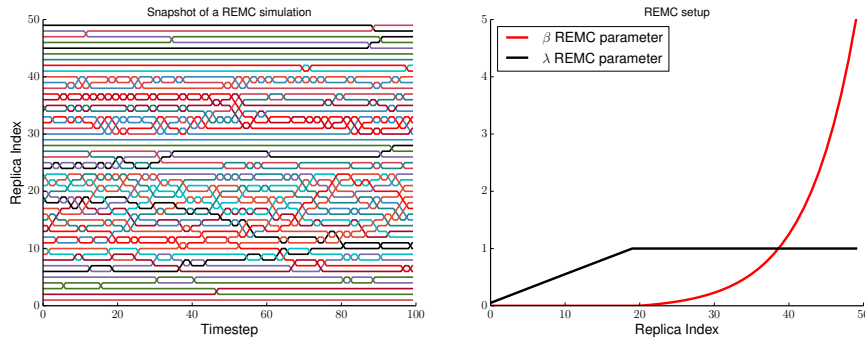 Snapshot of a REMC simulation
50
40
30
20
10
0
0 20 40 60 80 100
Replica Index
Timestep
REMC setup
β REMC parameter
λ REMC parameter
5
4
3
2
1
0
0 10 20 30 40 50
Replica Index